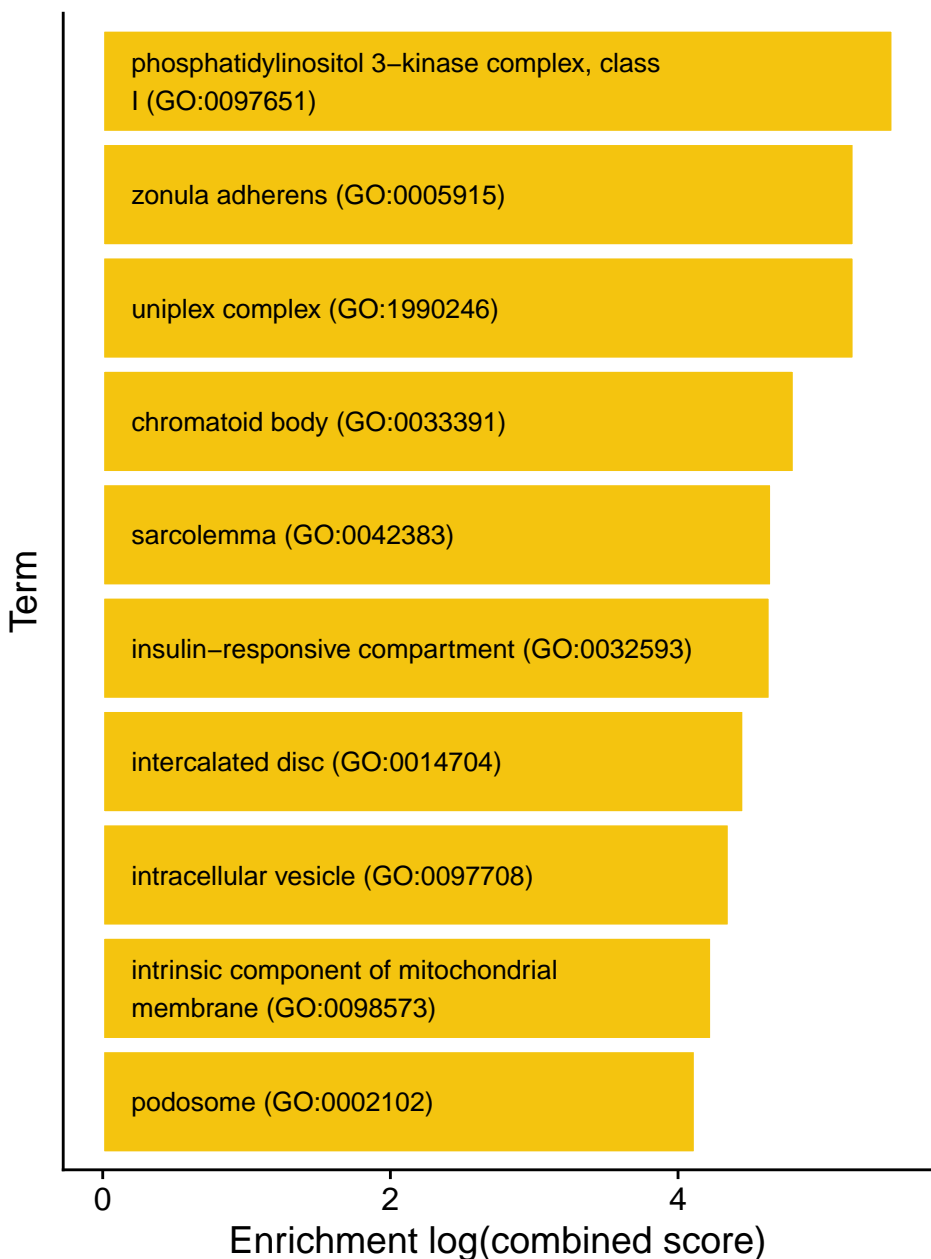 phosphatidylinositol 3−kinase complex, class
I (GO:0097651)
zonula adherens (GO:0005915)
uniplex complex (GO:1990246)
chromatoid body (GO:0033391)
sarcolemma (GO:0042383)
insulin−responsive compartment (GO:0032593)
intercalated disc (GO:0014704)
intracellular vesicle (GO:0097708)
intrinsic component of mitochondrial
membrane (GO:0098573)
podosome (GO:0002102)
Term
0 2 4
Enrichment log(combined score)